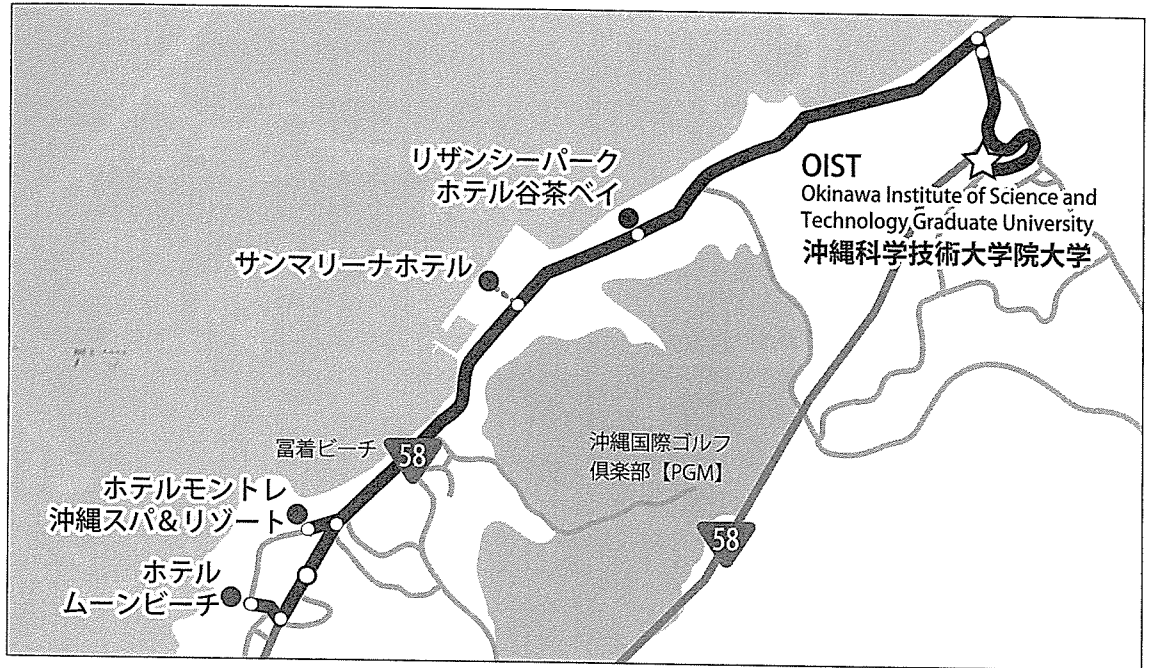 リザンシーパーク
ホテル谷茶ベイ
OIST
Okinawa Institute of Science and
Technology Graduate University
沖縄科学技術大学院大学
サンマリーナホテル
冨着ビーチ
58
沖縄国際ゴルフ
倶楽部【PGM】
ホテルモントレ
沖縄スパ&リゾート
58
ホテル
ムーンビーチ